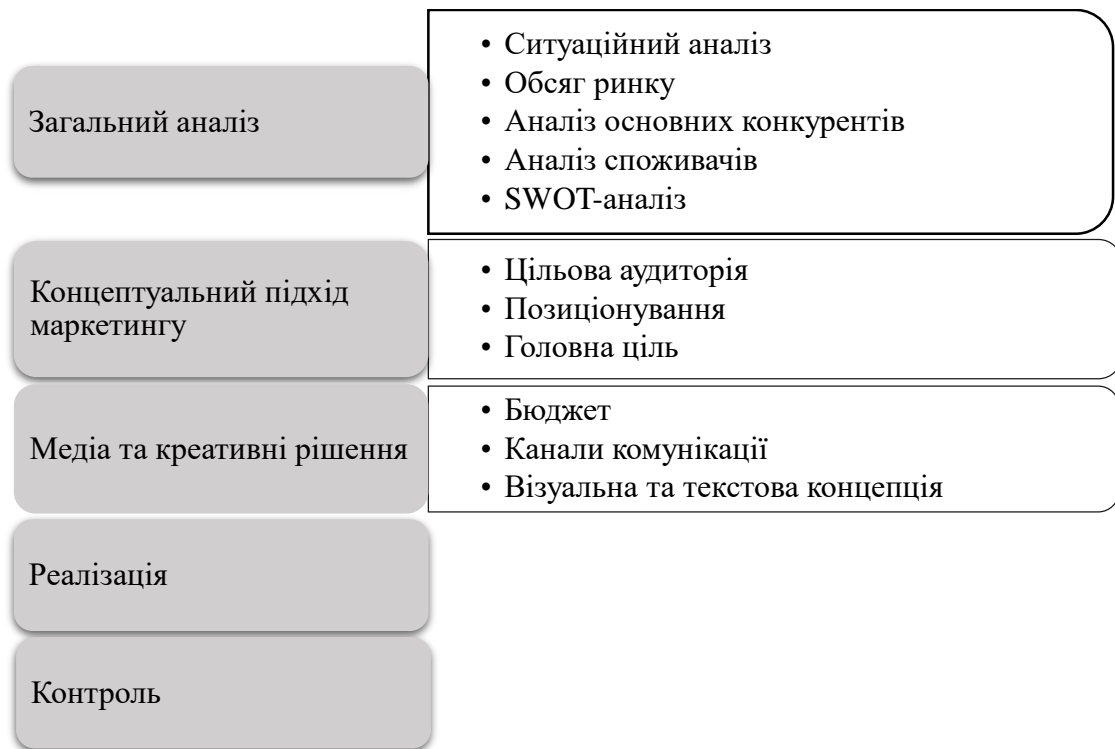 Загальний аналіз
• Ситуаційний аналіз
• Обсяг ринку
• Аналіз основних конкурентів
• Аналіз споживачів
• SWOT-аналіз
Концептуальний підхід
маркетингу
• Цільова аудиторія
• Позиціонування
• Головна ціль
Медіа та креативні рішення
• Бюджет
• Канали комунікації
• Візуальна та текстова концепція
Реалізація
Контроль